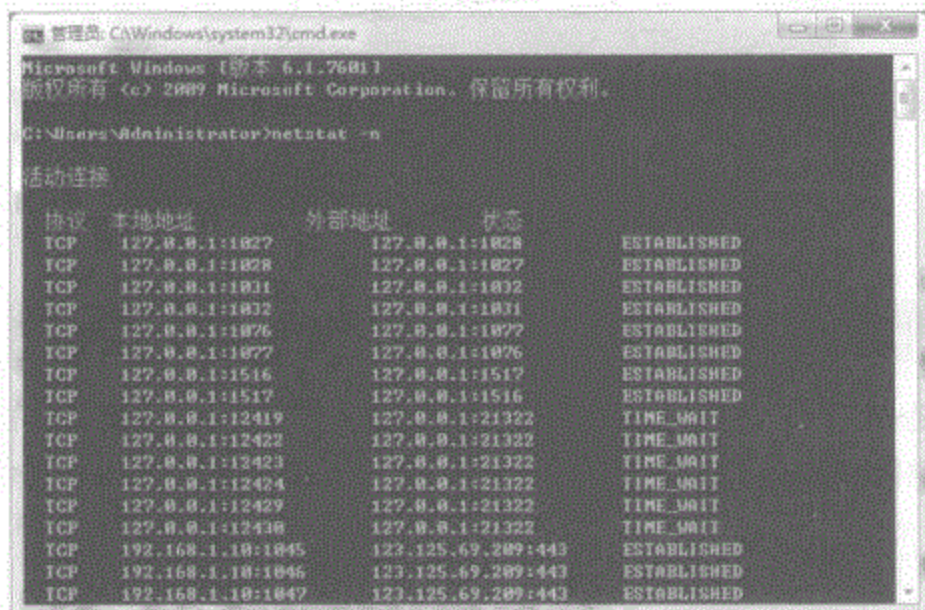 管理员: C:\Windows\system32\cmd.exe
Microsoft Windows [版本 6.1.7601]
版权所有 (c) 2009 Microsoft Corporation。保留所有权利。
C:\Users\Administrator>netstat -n
活动连接
协议 本地地址 外部地址 状态
TCP 127.0.0.1:1027 127.0.0.1:1028 ESTABLISHED
TCP 127.0.0.1:1028 127.0.0.1:1027 ESTABLISHED
TCP 127.0.0.1:1031 127.0.0.1:1032 ESTABLISHED
TCP 127.0.0.1:1032 127.0.0.1:1031 ESTABLISHED
TCP 127.0.0.1:1076 127.0.0.1:1077 ESTABLISHED
TCP 127.0.0.1:1077 127.0.0.1:1076 ESTABLISHED
TCP 127.0.0.1:1516 127.0.0.1:1517 ESTABLISHED
TCP 127.0.0.1:1517 127.0.0.1:1516 ESTABLISHED
TCP 127.0.0.1:12419 127.0.0.1:21322 TIME_WAIT
TCP 127.0.0.1:12422 127.0.0.1:21322 TIME_WAIT
TCP 127.0.0.1:12423 127.0.0.1:21322 TIME_WAIT
TCP 127.0.0.1:12424 127.0.0.1:21322 TIME_WAIT
TCP 127.0.0.1:12429 127.0.0.1:21322 TIME_WAIT
TCP 127.0.0.1:12430 127.0.0.1:21322 TIME_WAIT
TCP 192.168.1.10:1045 123.125.69.209:443 ESTABLISHED
TCP 192.168.1.10:1046 123.125.69.209:443 ESTABLISHED
TCP 192.168.1.10:1047 123.125.69.209:443 ESTABLISHED